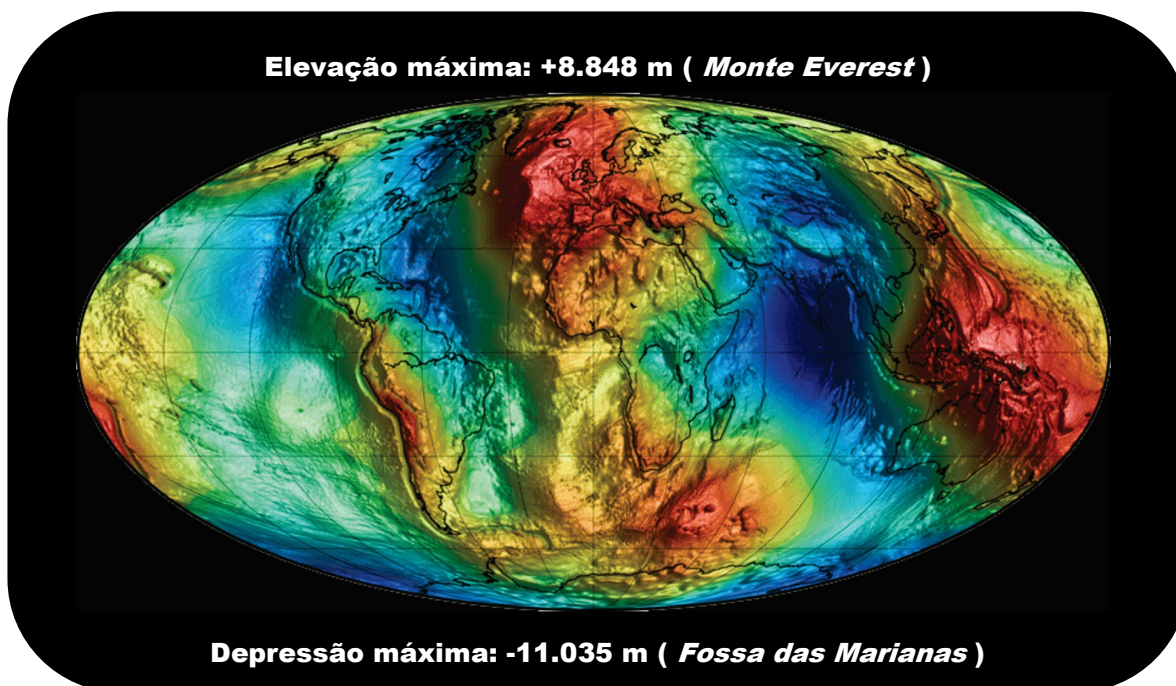 Elevação máxima: +8.848 m ( Monte Everest )
Depressão máxima: -11.035 m ( Fossa das Marianas )